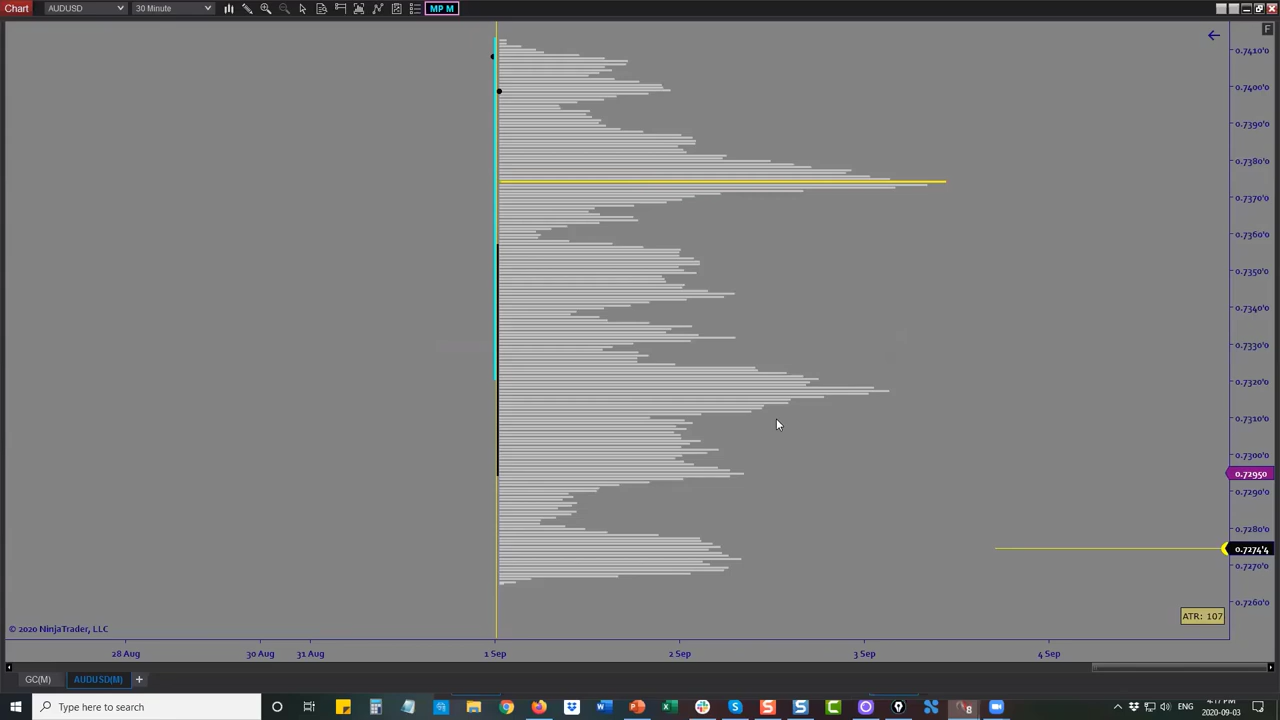 Chart AUDUSD 30 Minute MP M
F
0.7410'0
0.7400'0
0.7390'0
0.7380'0
0.7370'0
0.7360'0
0.7350'0
0.7340'0
0.7330'0
0.7320'0
0.7310'0
0.7300'0
0.72950
0.7290'0
0.7280'0
0.7274'4
0.7270'0
0.7260'0
ATR: 107
© 2020 NinjaTrader, LLC
28 Aug 30 Aug 31 Aug 1 Sep 2 Sep 3 Sep 4 Sep
GC(M) AUDUSD(M) +
Type here to search
4:17 PM
2020-09-03